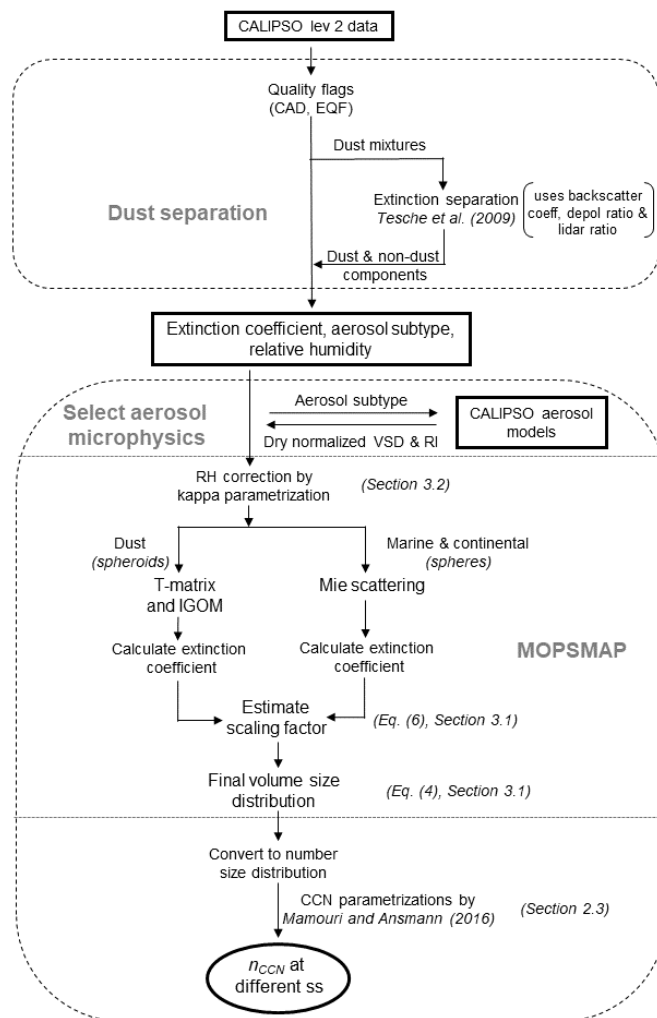 CALIPSO lev 2 data
Quality flags
(CAD, EQF)
Dust mixtures
Dust separation
Extinction separation
Tesche et al. (2009)
uses backscatter
coeff, depol ratio &
lidar ratio
Dust & non-dust
components
Extinction coefficient, aerosol subtype,
relative humidity
Select aerosol
microphysics
Aerosol subtype
Dry normalized VSD & RI
CALIPSO aerosol
models
RH correction by
kappa parametrization
(Section 3.2)
Dust
(spheroids)
Marine & continental
(spheres)
T-matrix
and IGOM
Mie scattering
Calculate extinction
coefficient
Calculate extinction
coefficient
MOPSMAP
Estimate
scaling factor
(Eq. (6), Section 3.1)
Final volume size
distribution
(Eq. (4), Section 3.1)
Convert to number
size distribution
CCN parametrizations by
Mamouri and Ansmann (2016)
(Section 2.3)
nCCN at
different ss